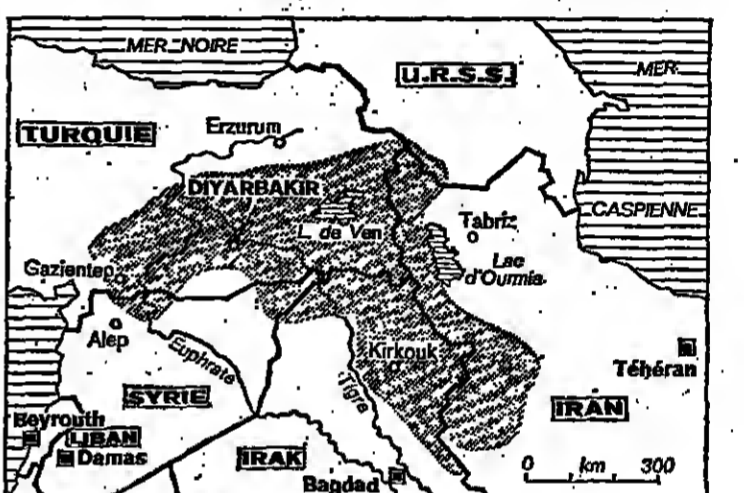 MER NOIRE
U.R.S.S.
MER
TURQUIE
Erzurum
DIYARBAKIR
CASPIENNE
L. de Van
Tabriz
Lac
d'Ourmia
Gazientep
Alep
Euphrate
Kirkouk
Tigre
Téhéran
SYRIE
IRAN
Beyrouth
LIBAN
Damas
IRAK
Bagdad
0 km 300